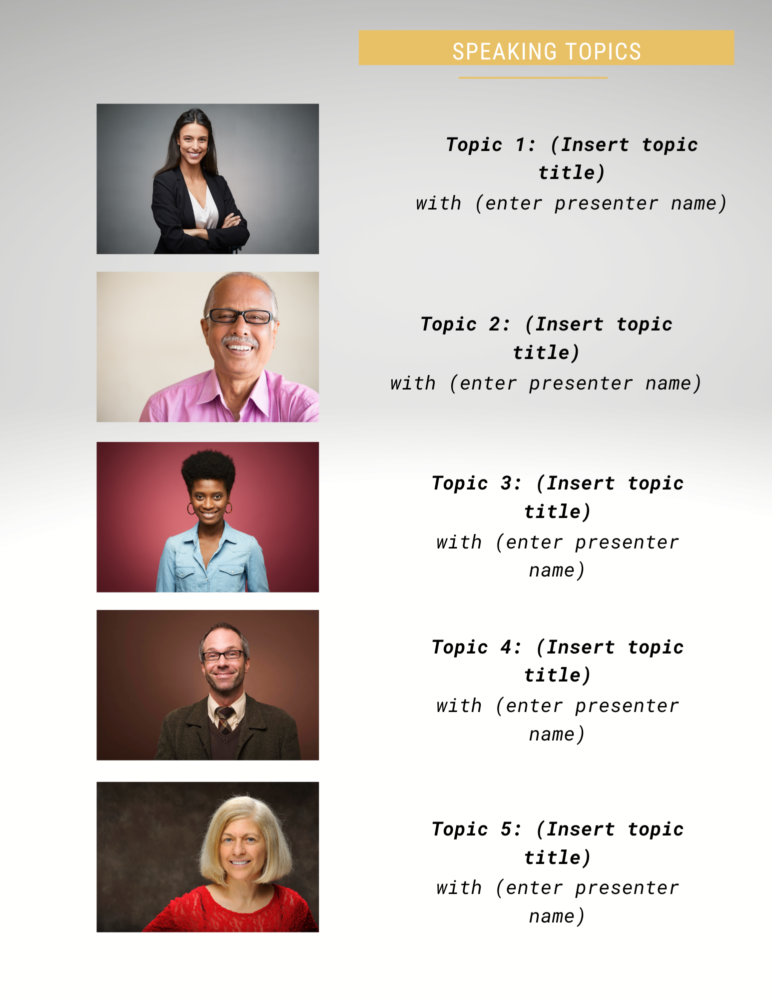 SPEAKING TOPICS
Topic 1: (Insert topic
title)
with (enter presenter name)
Topic 2: (Insert topic
title)
with (enter presenter name)
Topic 3: (Insert topic
title)
with (enter presenter
name)
Topic 4: (Insert topic
title)
with (enter presenter
name)
Topic 5: (Insert topic
title)
with (enter presenter
name)